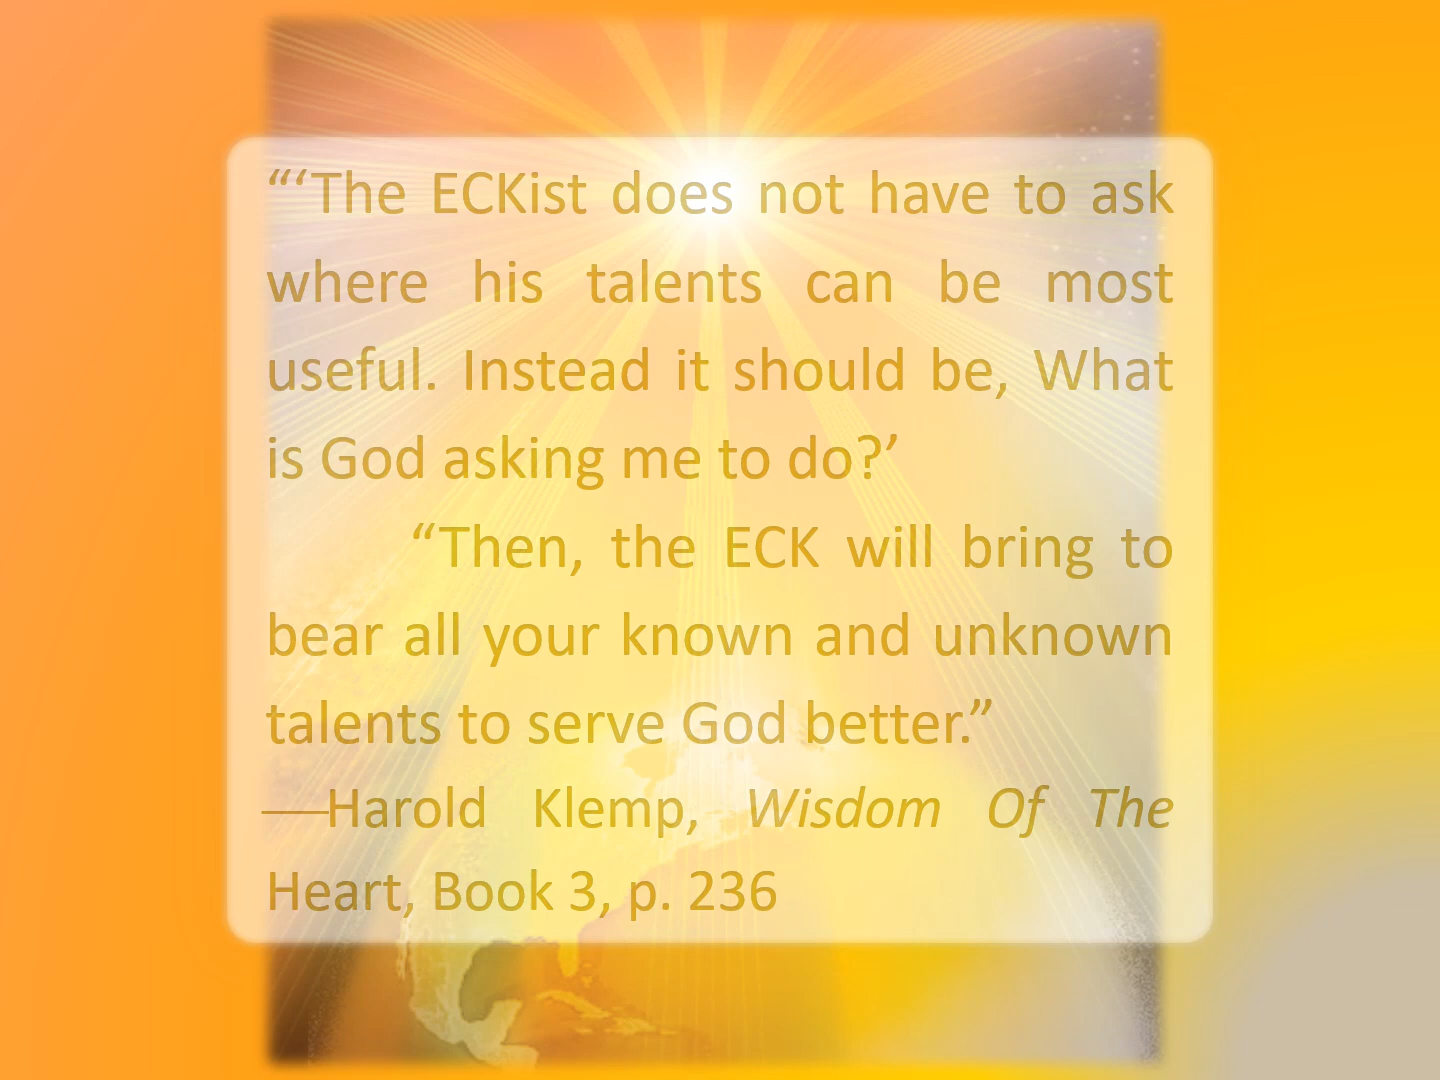 “‘The ECKist does not have to ask
where his talents can be most
useful. Instead it should be, What
is God asking me to do?’
“Then, the ECK will bring to
bear all your known and unknown
talents to serve God better.”
—Harold Klemp, Wisdom Of The
Heart, Book 3, p. 236